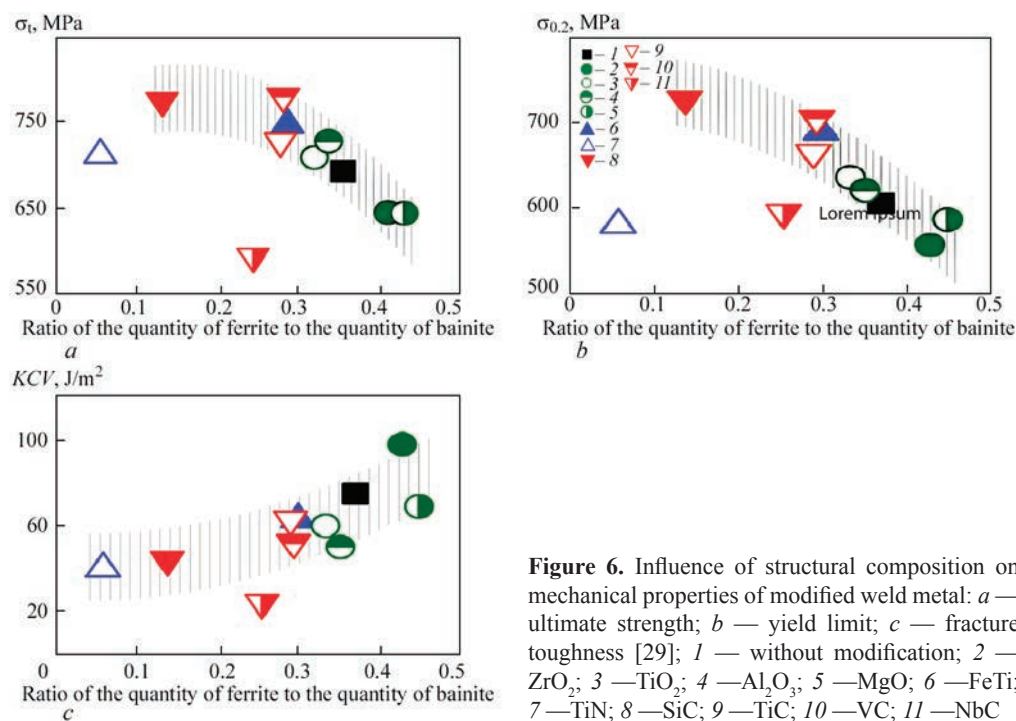 σt, MPa
750
650
550
0 0.1 0.2 0.3 0.4 0.5
Ratio of the quantity of ferrite to the quantity of bainite
a
σ0.2, MPa
– 1 – 9
– 2 – 10
– 3 – 11
– 4
– 5
– 6
– 7
– 8
700
600
500
Lorem ipsum
0 0.1 0.2 0.3 0.4 0.5
Ratio of the quantity of ferrite to the quantity of bainite
b
KCV, J/m²
100
60
20
0 0.1 0.2 0.3 0.4 0.5
Ratio of the quantity of ferrite to the quantity of bainite
c
Figure 6. Influence of structural composition on
mechanical properties of modified weld metal: a —
ultimate strength; b — yield limit; c — fracture
toughness [29]; 1 — without modification; 2 —
ZrO₂; 3 —TiO₂; 4 —Al₂O₃; 5 —MgO; 6 —FeTi;
7 —TiN; 8 —SiC; 9 —TiC; 10 —VC; 11 —NbC